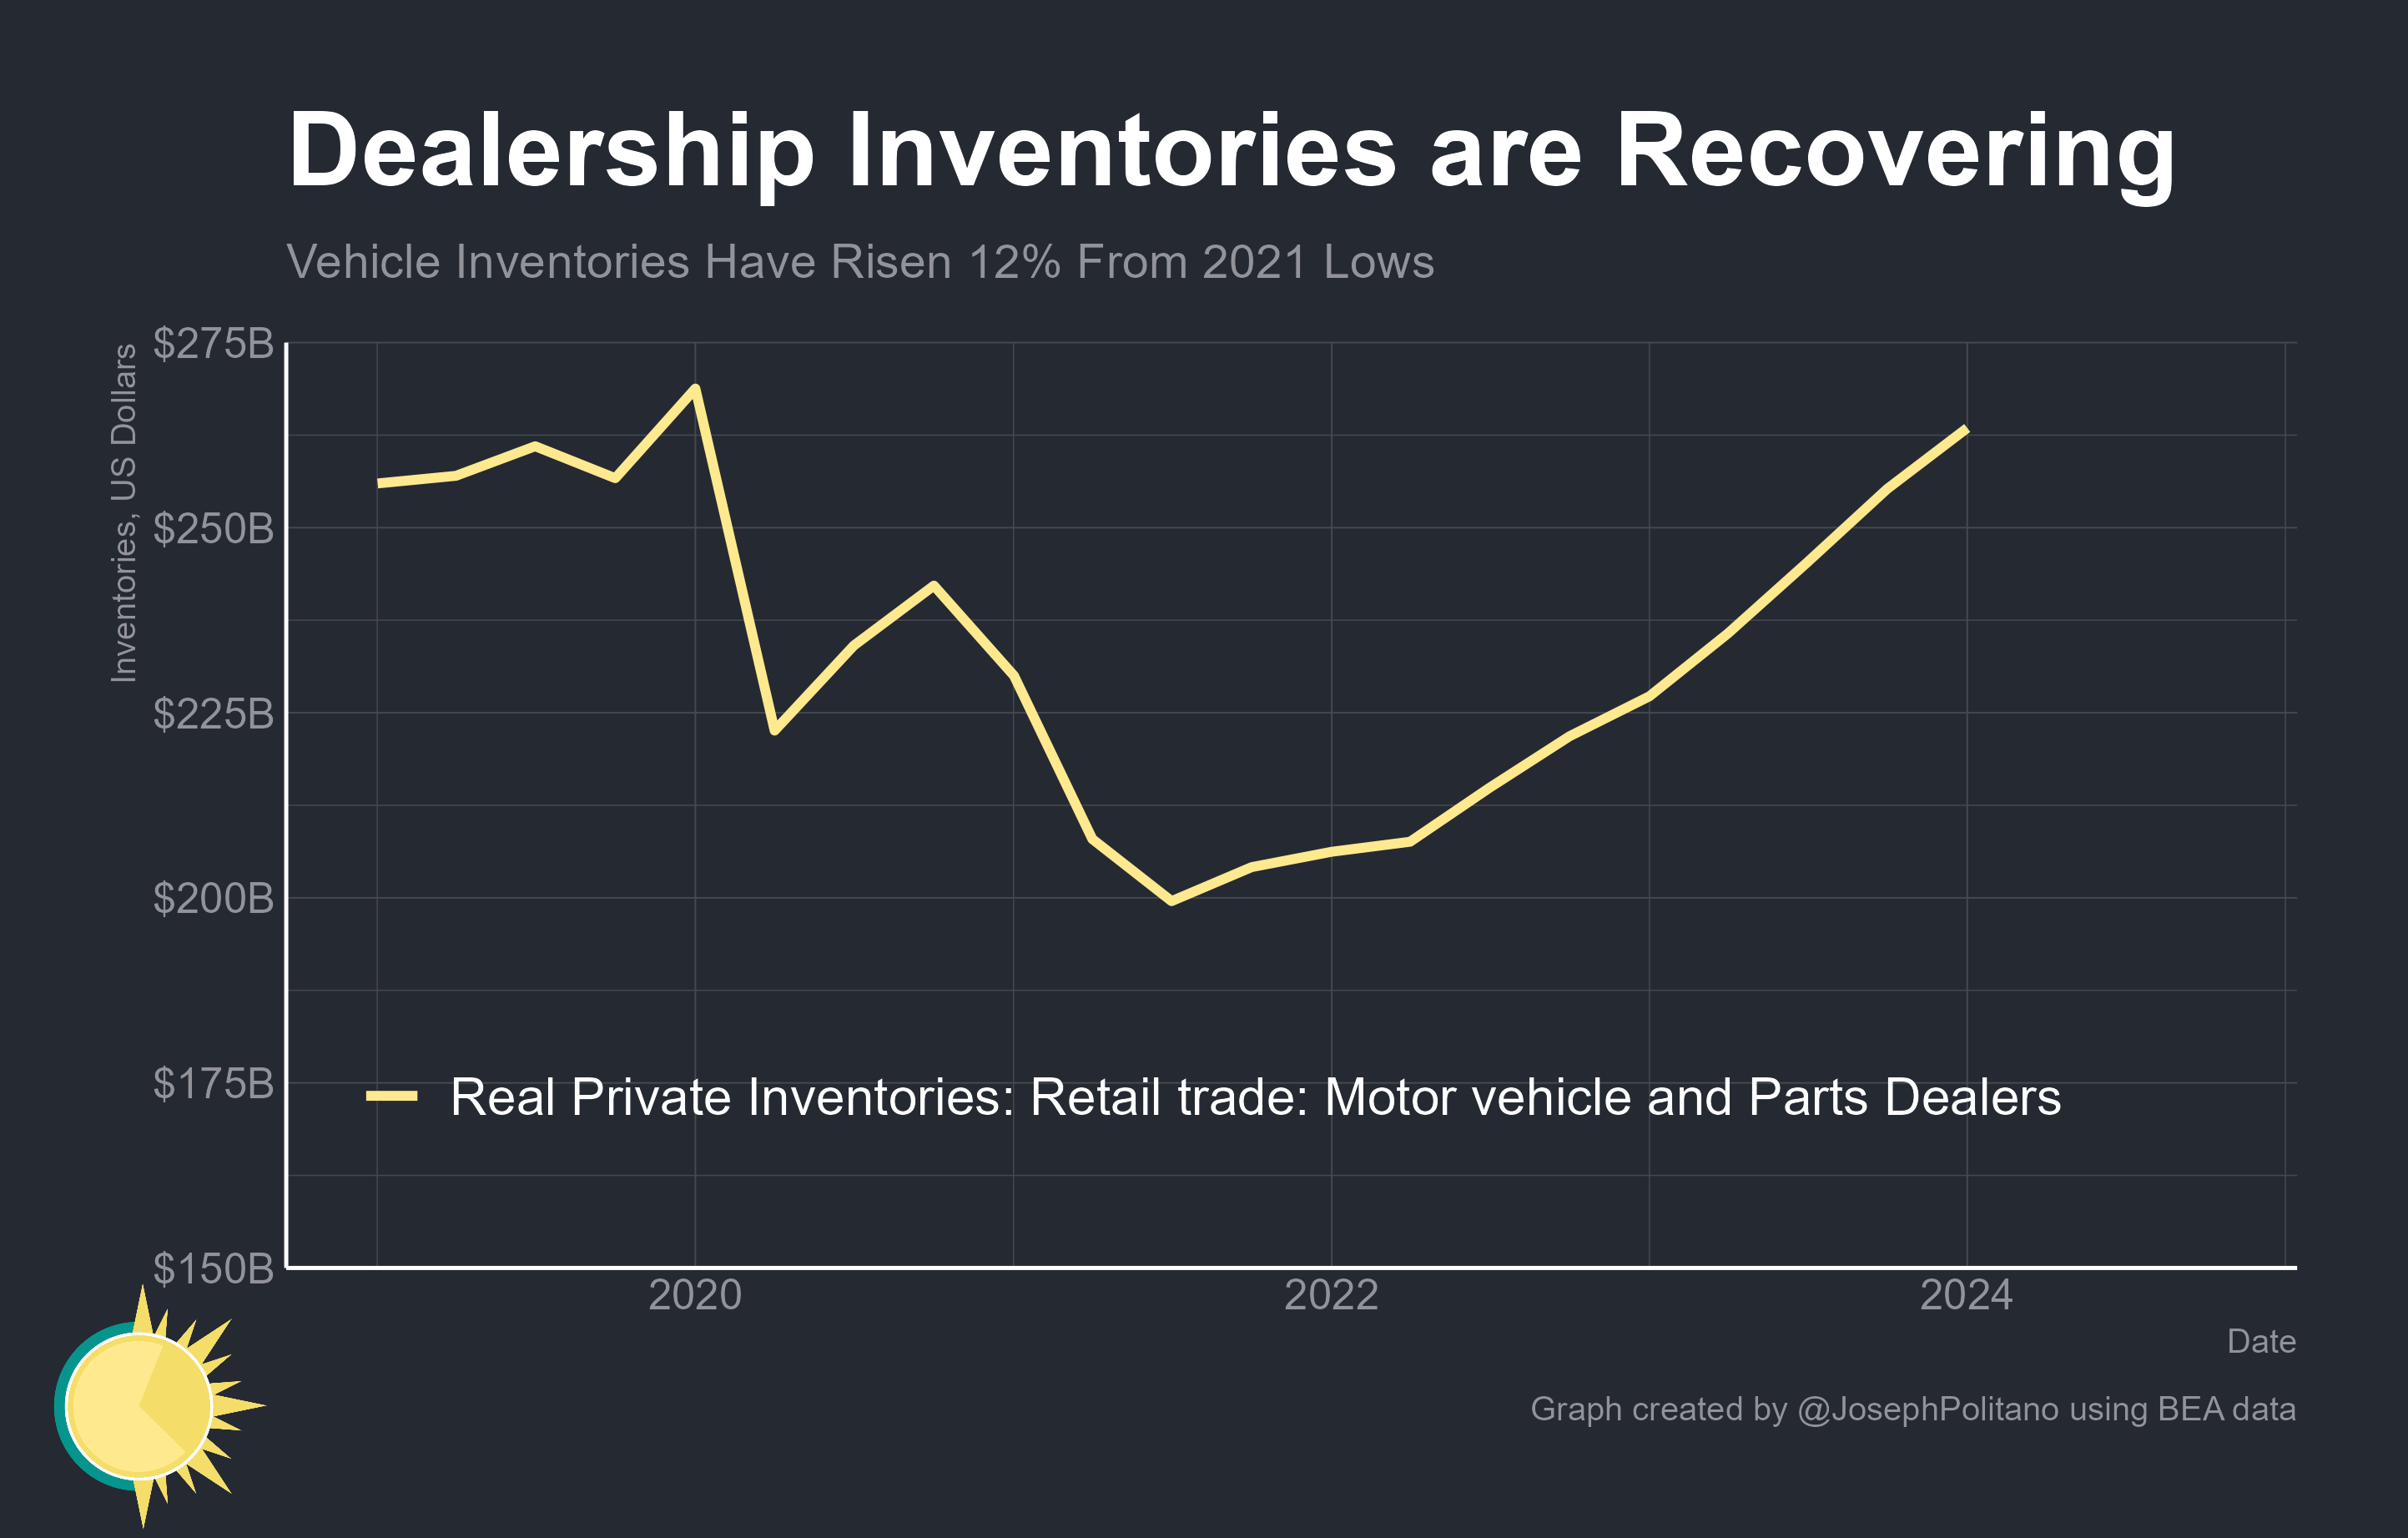 Dealership Inventories are Recovering
Vehicle Inventories Have Risen 12% From 2021 Lows
Inventories, US Dollars
$275B
$250B
$225B
$200B
$175B
$150B
Real Private Inventories: Retail trade: Motor vehicle and Parts Dealers
2020
2022
2024
Date
Graph created by @JosephPolitano using BEA data